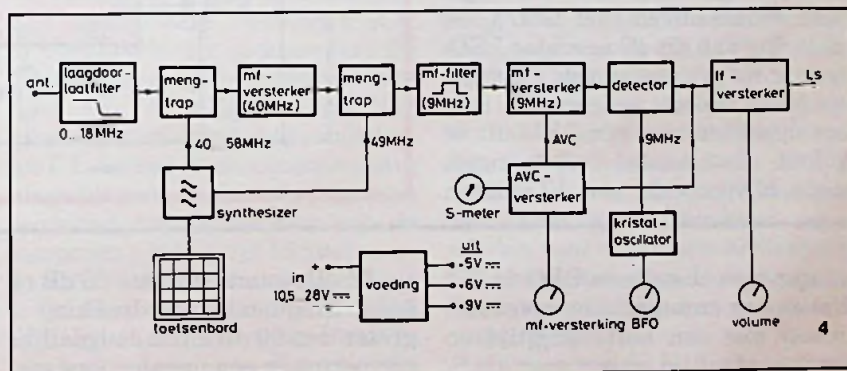 ant.
laagdoor-
laatfilter
0... 18MHz
meng-
trap
mf-
versterker
(40MHz)
meng-
trap
mf-filter
(9MHz)
mf-
versterker
(9MHz)
detector
lf
versterker
Ls
40 58MHz
49MHz
AVC
9MHz
synthesizer
S-meter
AVC-
versterker
kristal-
oscillator
toetsenbord
in
+
10,5...28V
voeding
uit
5V
6V
9V
mf-versterking
BFO
volume
4